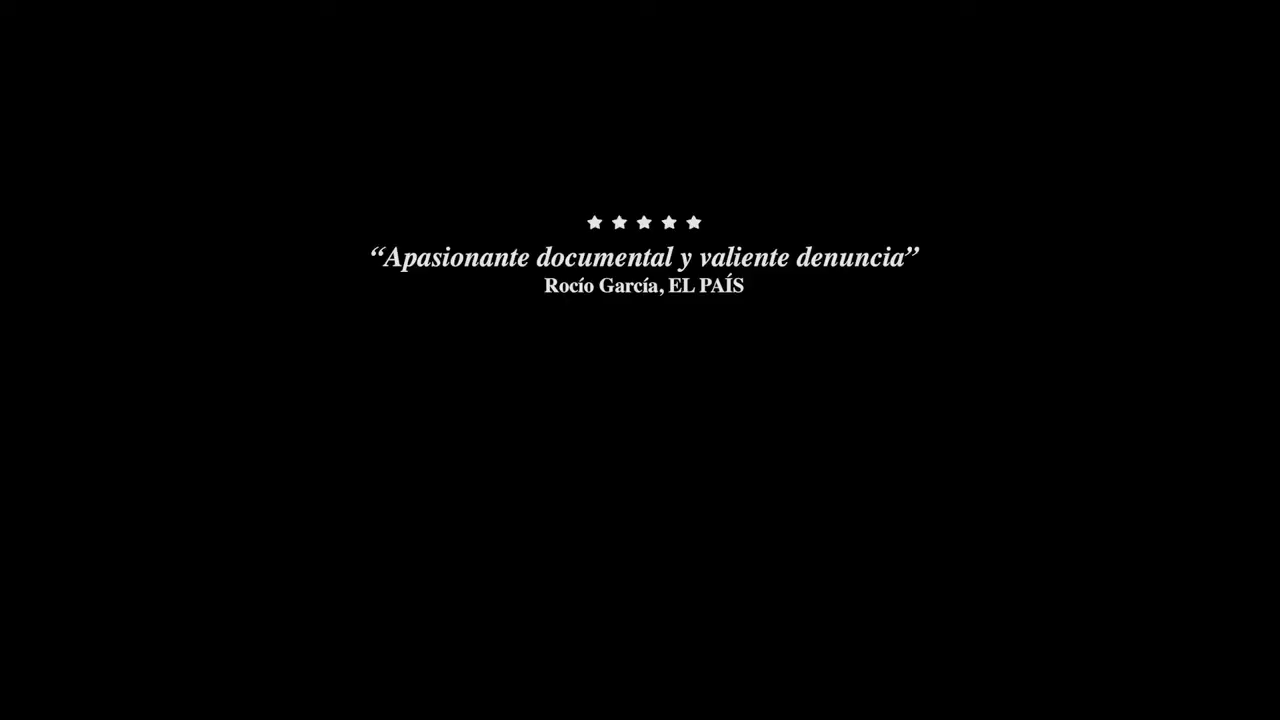 ★ ★ ★ ★ ★
“Apasionante documental y valiente denuncia”
Rocío García, EL PAÍS